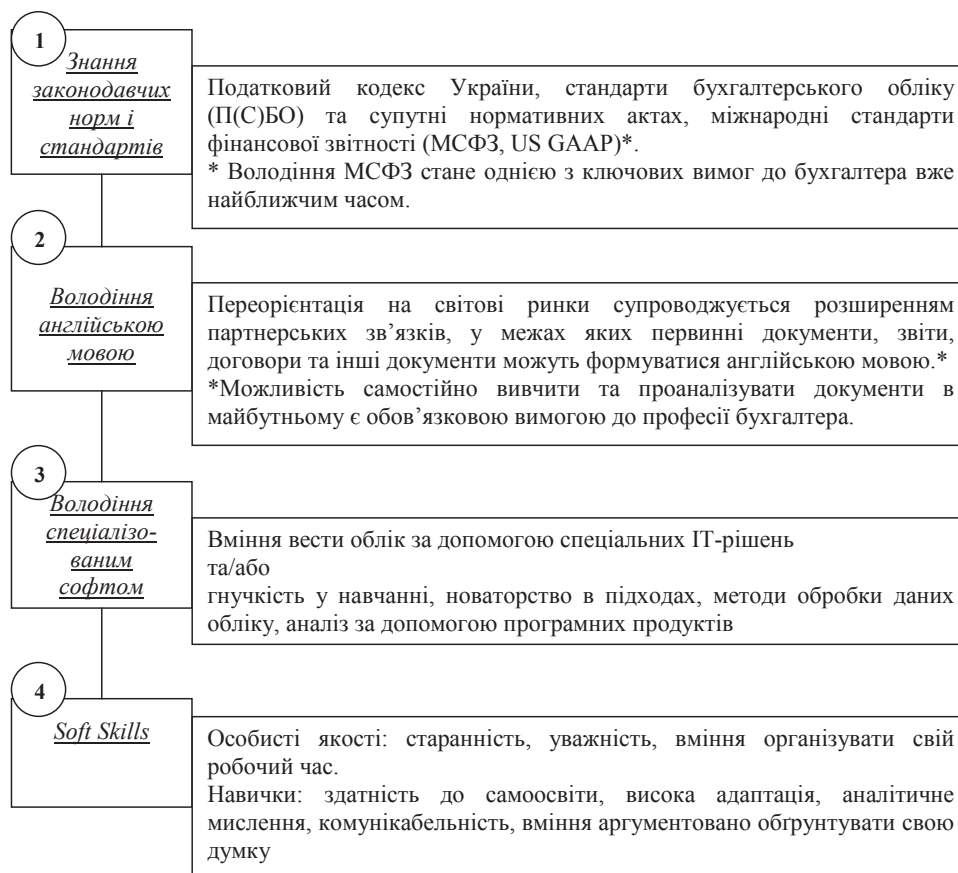 1
Знання
законодавчих
норм і
стандартів
Податковий кодекс України, стандарти бухгалтерського обліку
(П(С)БО) та супутні нормативних актах, міжнародні стандарти
фінансової звітності (МСФЗ, US GAAP)*.
* Володіння МСФЗ стане однією з ключових вимог до бухгалтера вже
найближчим часом.
2
Володіння
англійською
мовою
Переорієнтація на світові ринки супроводжується розширенням
партнерських зв’язків, у межах яких первинні документи, звіти,
договори та інші документи можуть формуватися англійською мовою.*
*Можливість самостійно вивчити та проаналізувати документи в
майбутньому є обов’язковою вимогою до професії бухгалтера.
3
Володіння
спеціалізо-
ваним
софтом
Вміння вести облік за допомогою спеціальних ІТ-рішень
та/або
гнучкість у навчанні, новаторство в підходах, методи обробки даних
обліку, аналіз за допомогою програмних продуктів
4
Soft Skills
Особисті якості: старанність, уважність, вміння організувати свій
робочий час.
Навички: здатність до самоосвіти, висока адаптація, аналітичне
мислення, комунікабельність, вміння аргументовано обґрунтувати свою
думку